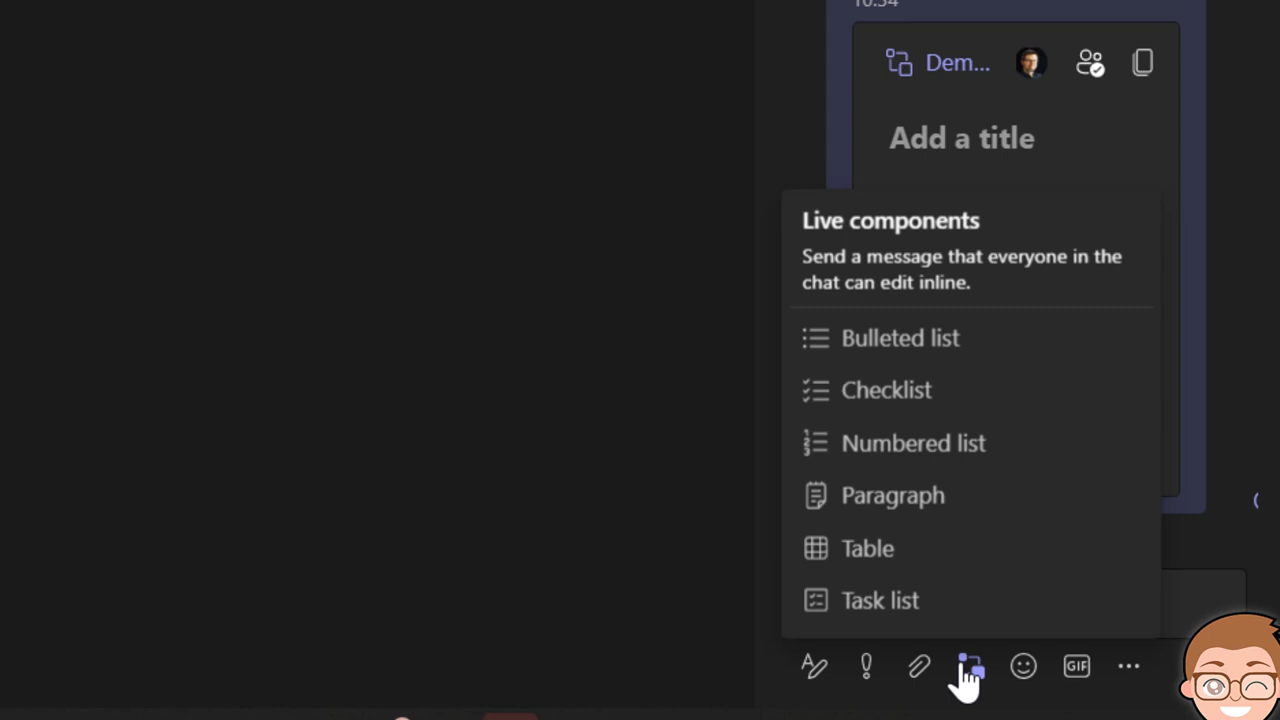 10:34
Dem...
Add a title
Live components
Send a message that everyone in the
chat can edit inline.
Bulleted list
Checklist
Numbered list
Paragraph
Table
Task list
GIF